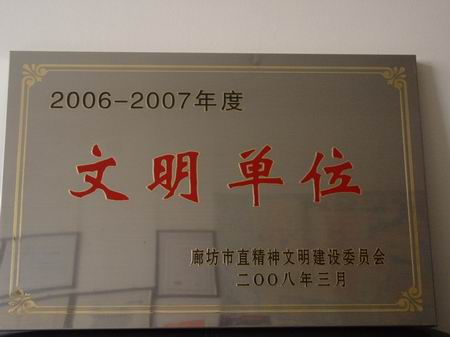 2006-2007年度
文明单位
廊坊市直精神文明建设委员会
二〇〇八年三月